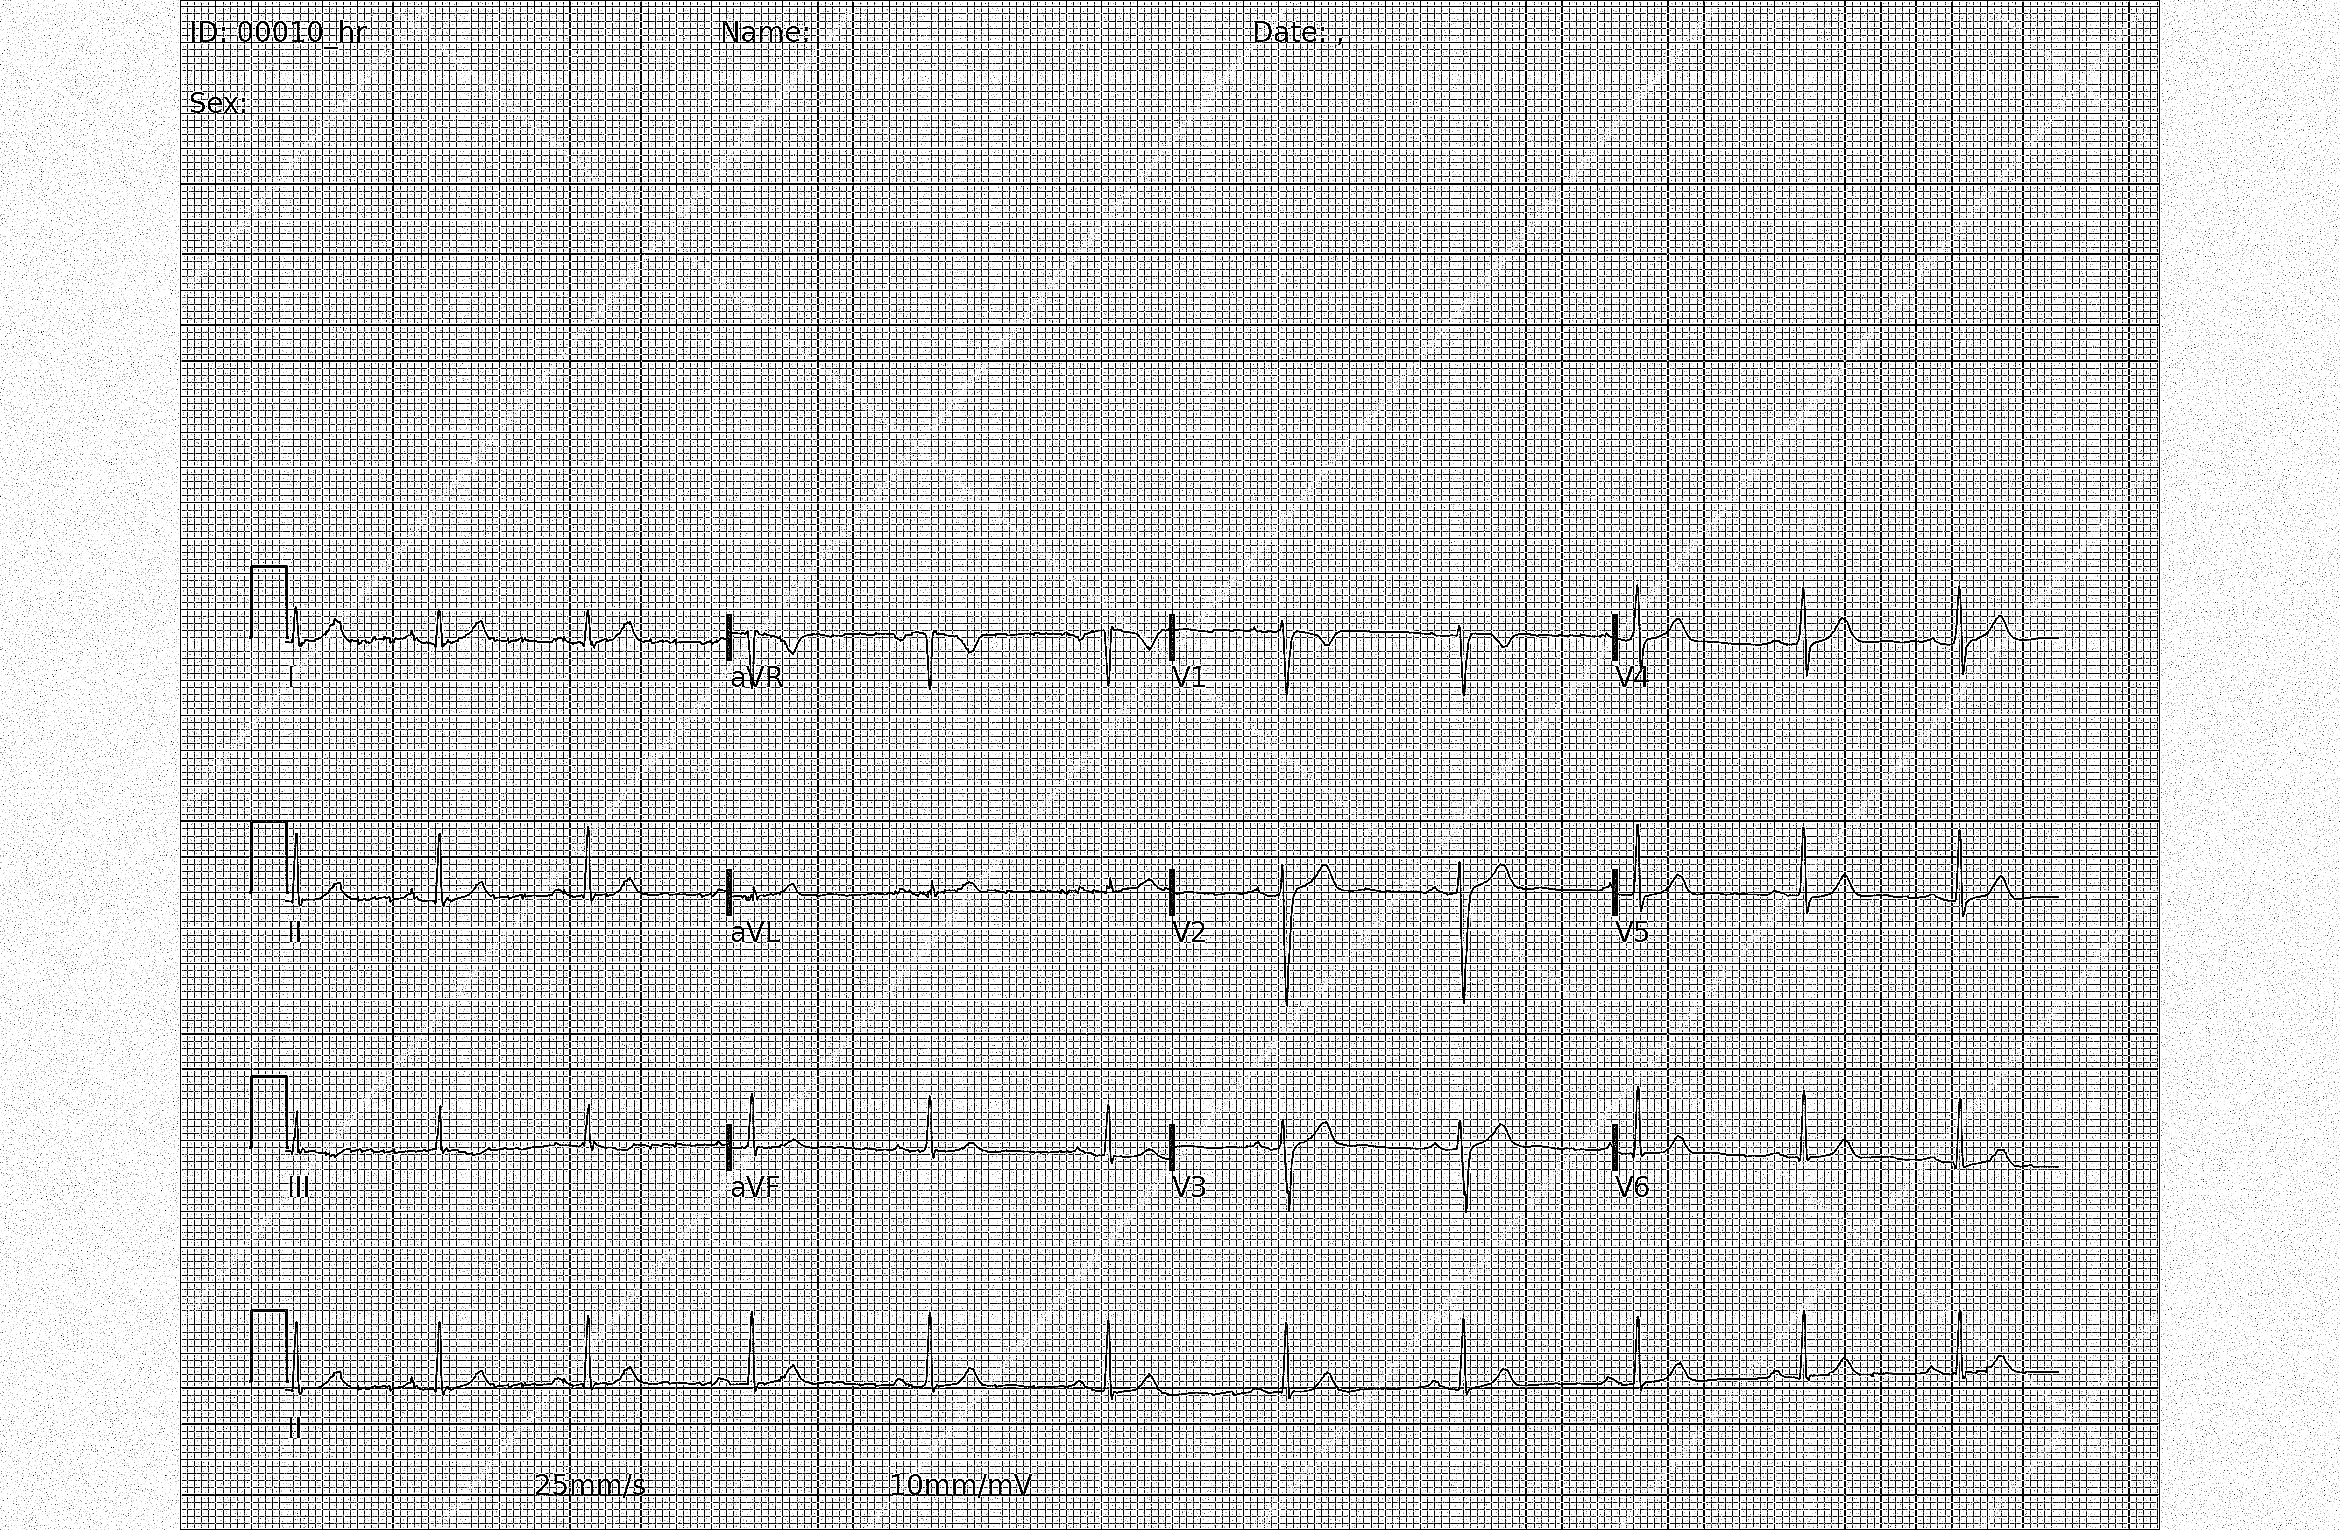 ID: 00010_hr Name: Date: ,
Sex:
I aVR V1 V4
II aVL V2 V5
III aVF V3 V6
II
25mm/s 10mm/mV